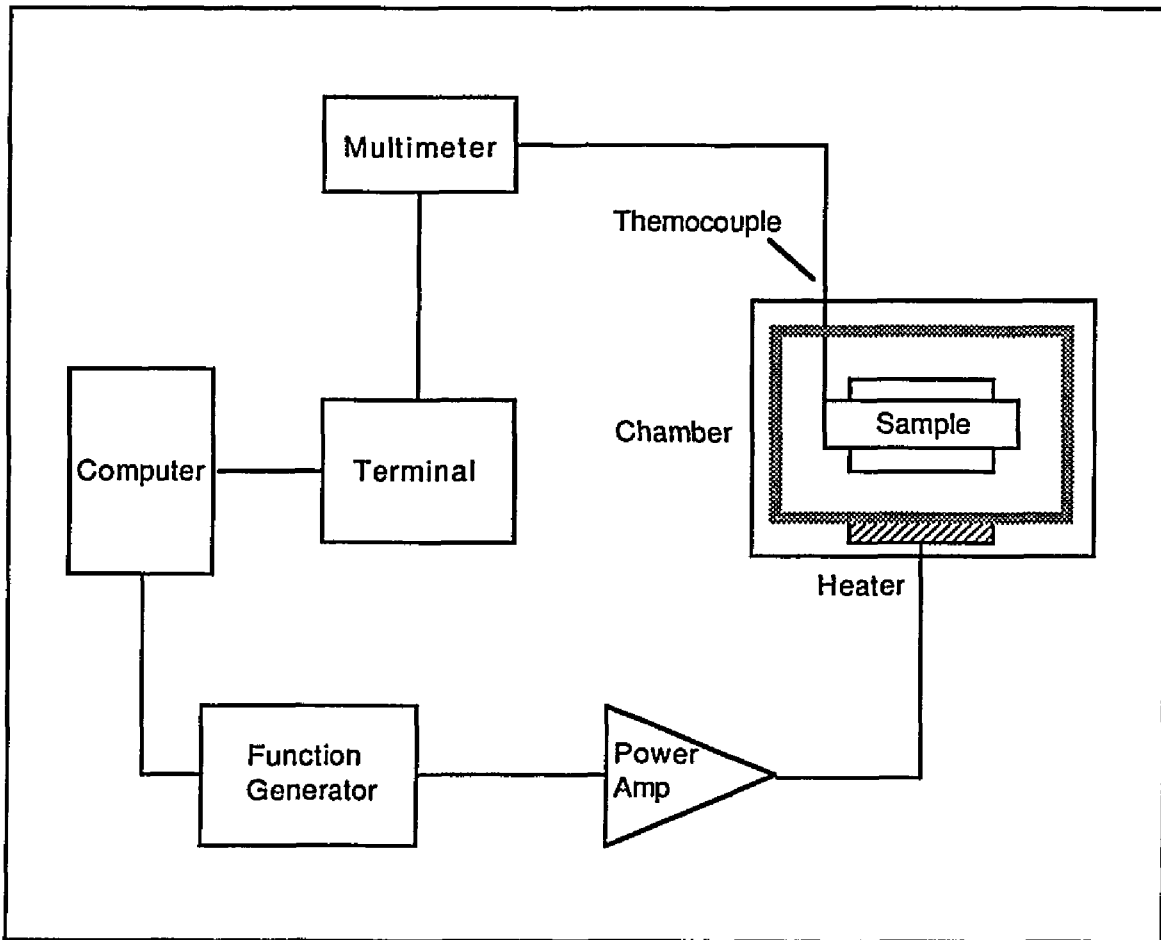 Multimeter
Themocouple
Chamber
Sample
Computer
Terminal
Heater
Function
Generator
Power
Amp